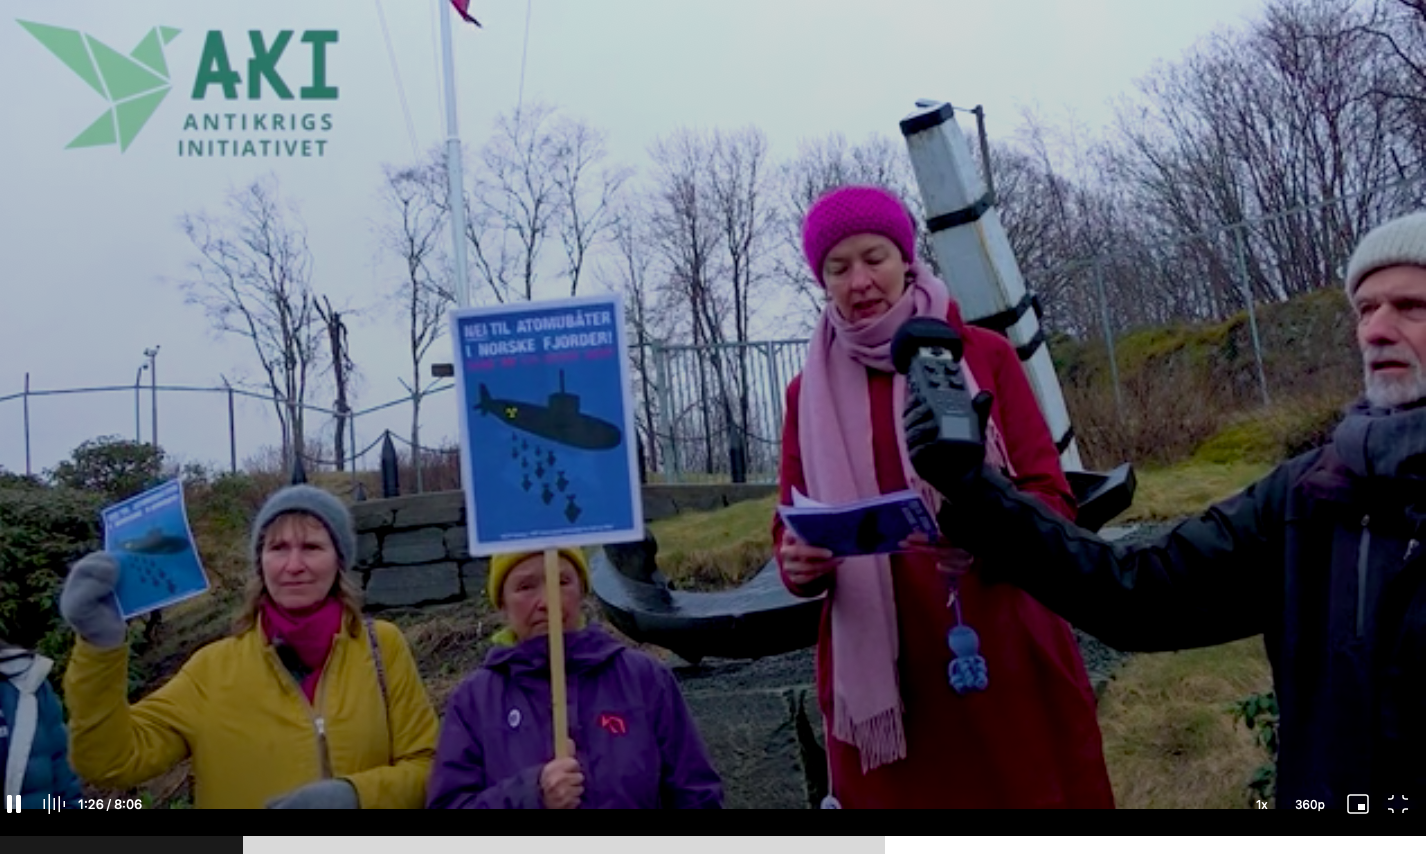 AKI
ANTIKRIGS
INITIATIVET
NEI TIL ATOMUBÅTER
I NORSKE FJORDER!
1:26 / 8:06
1x
360p